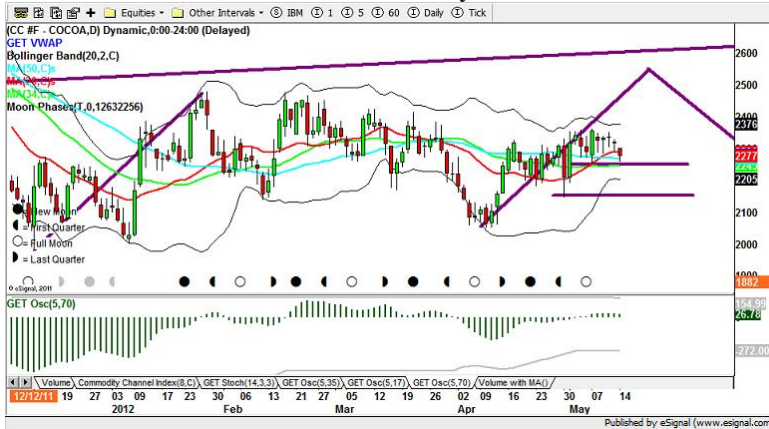 Equities Other Intervals IBM 1 5 60 Daily Tick
(CC #F - COCOA,D) Dynamic,0:00-24:00 (Delayed)
GET VWAP
Bollinger Band(20,2,C)
2600
2500
2400
2376
2277
2205
2100
2000
1900
1882
MA(50,C)s
Moon-Phases(T,0,12632256)
= New Moon
= First Quarter
= Full Moon
= Last Quarter
© eSignal, 2011
GET Osc(5,70)
154.99
26.78
-272.00
Volume Commodity Channel Index(8,C) GET Stoch(14,3,3) GET Osc(5,35) GET Osc(5,17) GET Osc(5,70) Volume with MA()
12/12/11 19 27 03 09 17 23 30 06 13 21 27 05 12 19 26 02 09 16 23 30 07 14
2012 Feb Mar Apr May
Published by eSignal (www.esignal.com